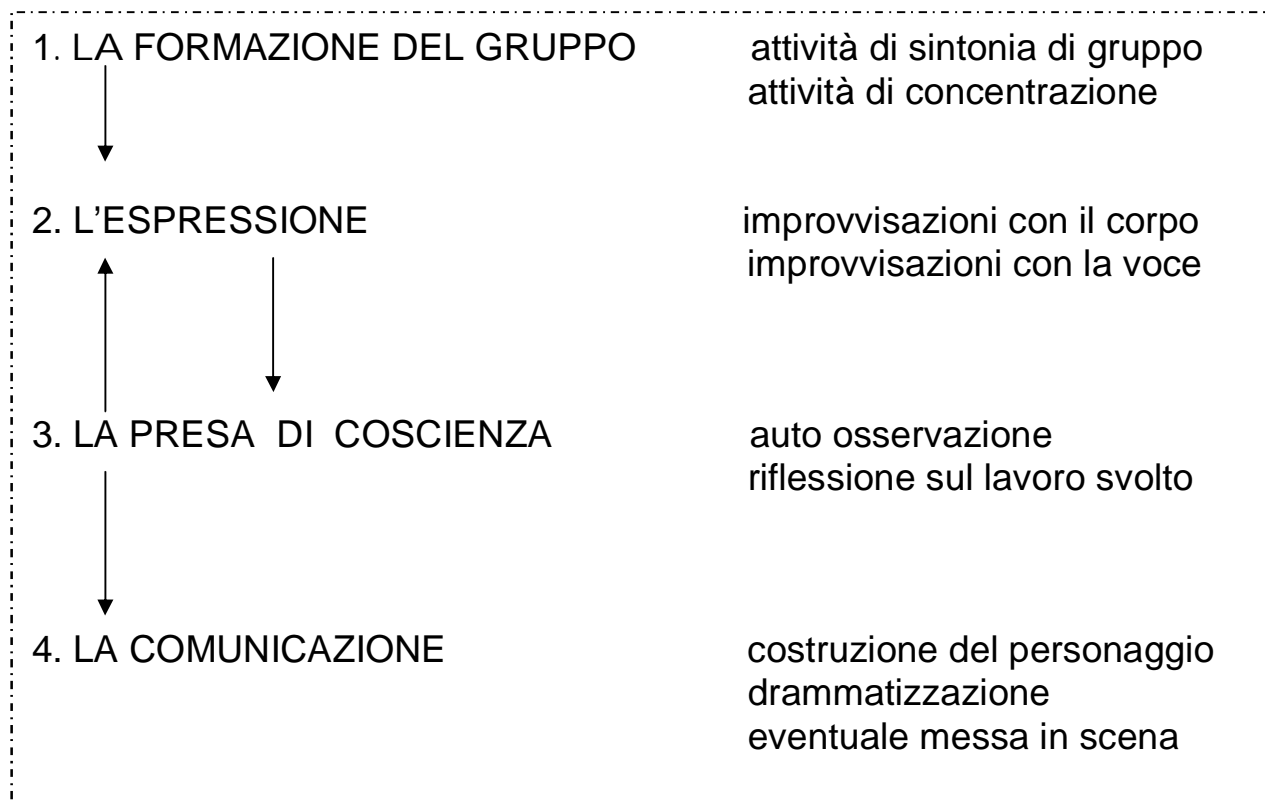 1. LA FORMAZIONE DEL GRUPPO attività di sintonia di gruppo
attività di concentrazione
2. L’ESPRESSIONE improvvisazioni con il corpo
improvvisazioni con la voce
3. LA PRESA DI COSCIENZA auto osservazione
riflessione sul lavoro svolto
4. LA COMUNICAZIONE costruzione del personaggio
drammatizzazione
eventuale messa in scena